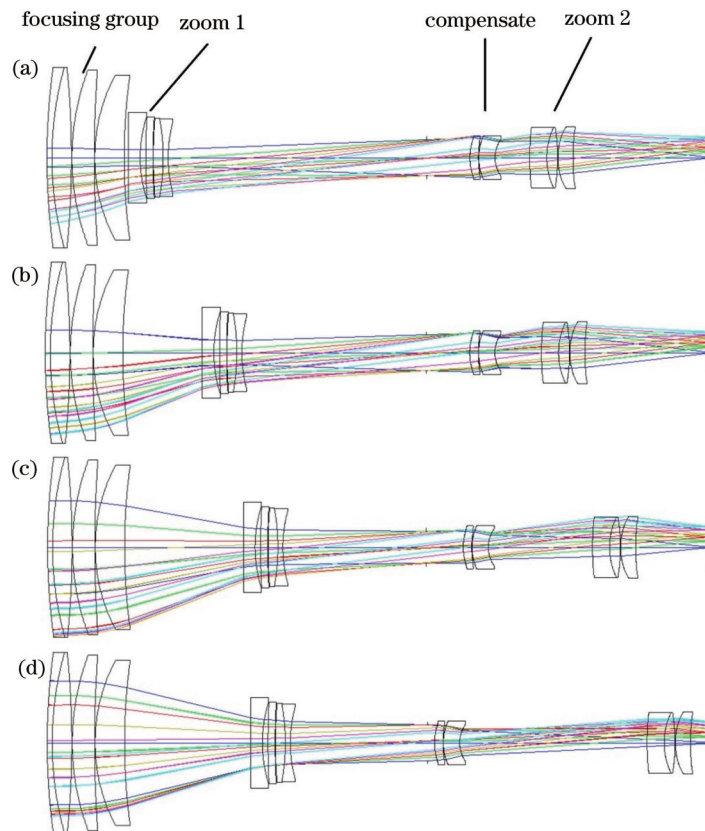 focusing group
zoom 1
compensate
zoom 2
(a)
(b)
(c)
(d)